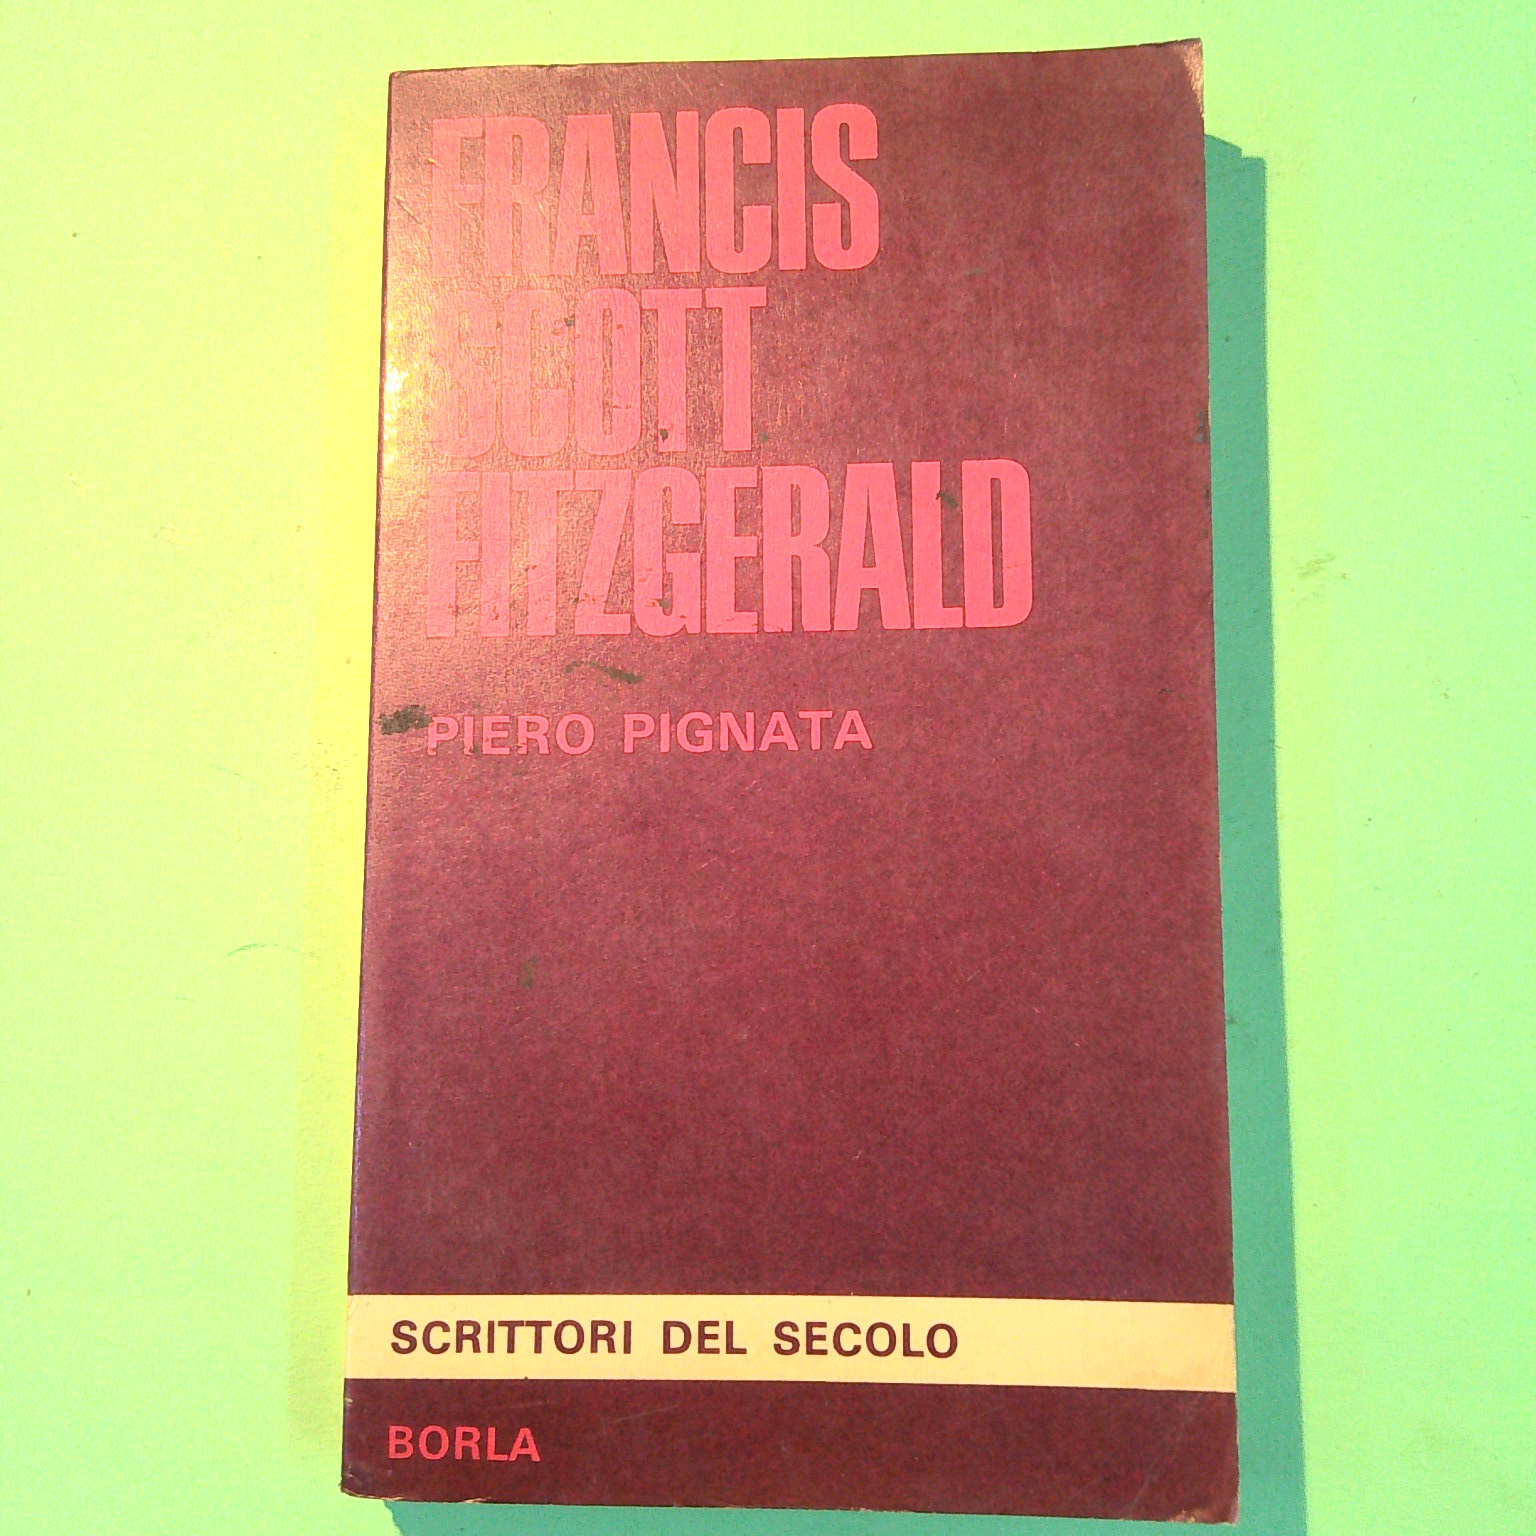 FRANCIS
SCOTT
FITZGERALD
PIERO PIGNATA
SCRITTORI DEL SECOLO
BORLA